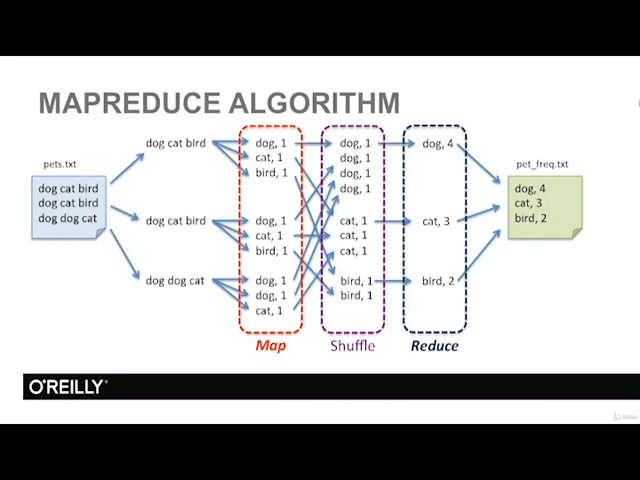 MAPREDUCE ALGORITHM
pets.txt
dog cat bird
dog cat bird
dog dog cat
dog cat bird
dog cat bird
dog dog cat
dog, 1
cat, 1
bird, 1
dog, 1
cat, 1
bird, 1
dog, 1
dog, 1
cat, 1
Map
dog, 1
dog, 1
dog, 1
dog, 1
cat, 1
cat, 1
cat, 1
bird, 1
bird, 1
Shuffle
dog, 4
cat, 3
bird, 2
Reduce
pet_freq.txt
dog, 4
cat, 3
bird, 2
O'REILLY®